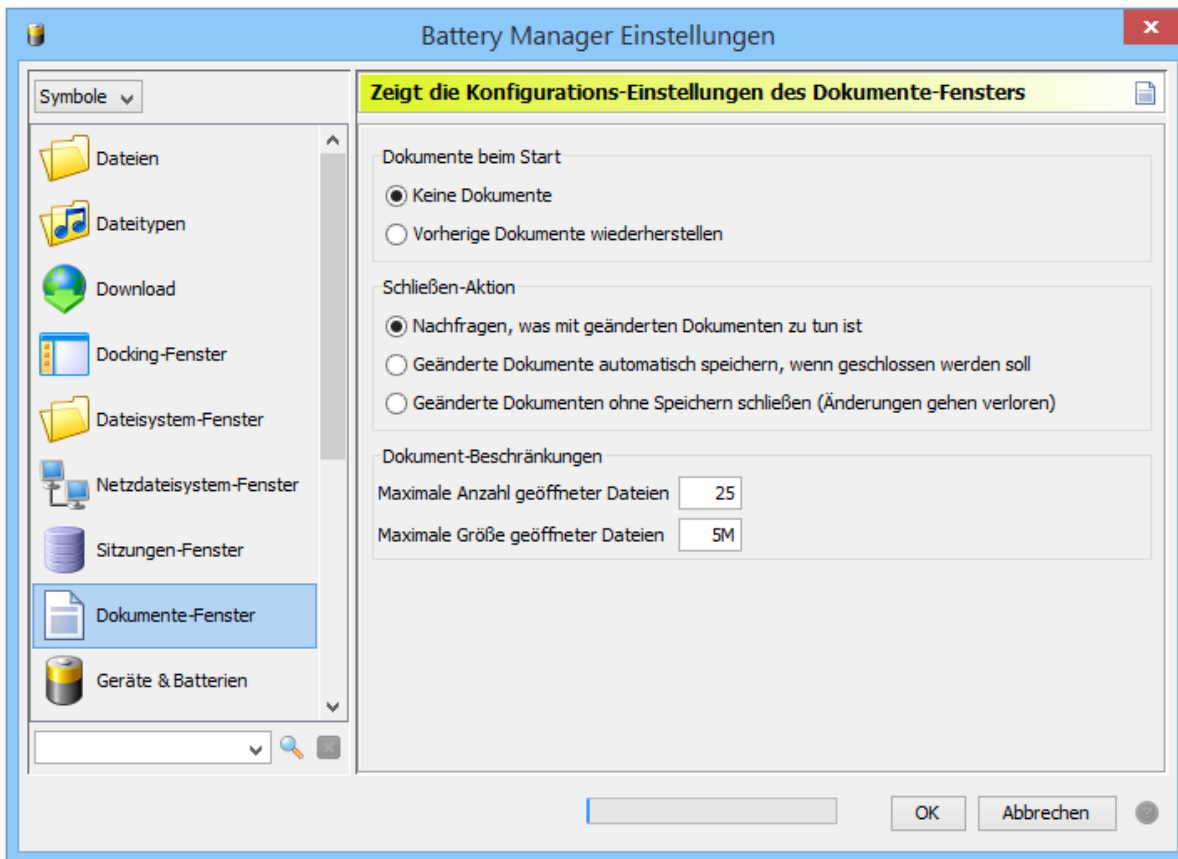 Battery Manager Einstellungen
Symbole
Dateien
Dateitypen
Download
Docking-Fenster
Dateisystem-Fenster
Netzdateisystem-Fenster
Sitzungen-Fenster
Dokumente-Fenster
Geräte & Batterien
Zeigt die Konfigurations-Einstellungen des Dokumente-Fensters
Dokumente beim Start
Keine Dokumente
Vorherige Dokumente wiederherstellen
Schließen-Aktion
Nachfragen, was mit geänderten Dokumenten zu tun ist
Geänderte Dokumente automatisch speichern, wenn geschlossen werden soll
Geänderte Dokumenten ohne Speichern schließen (Änderungen gehen verloren)
Dokument-Beschränkungen
Maximale Anzahl geöffneter Dateien 25
Maximale Größe geöffneter Dateien 5M
OK Abbrechen